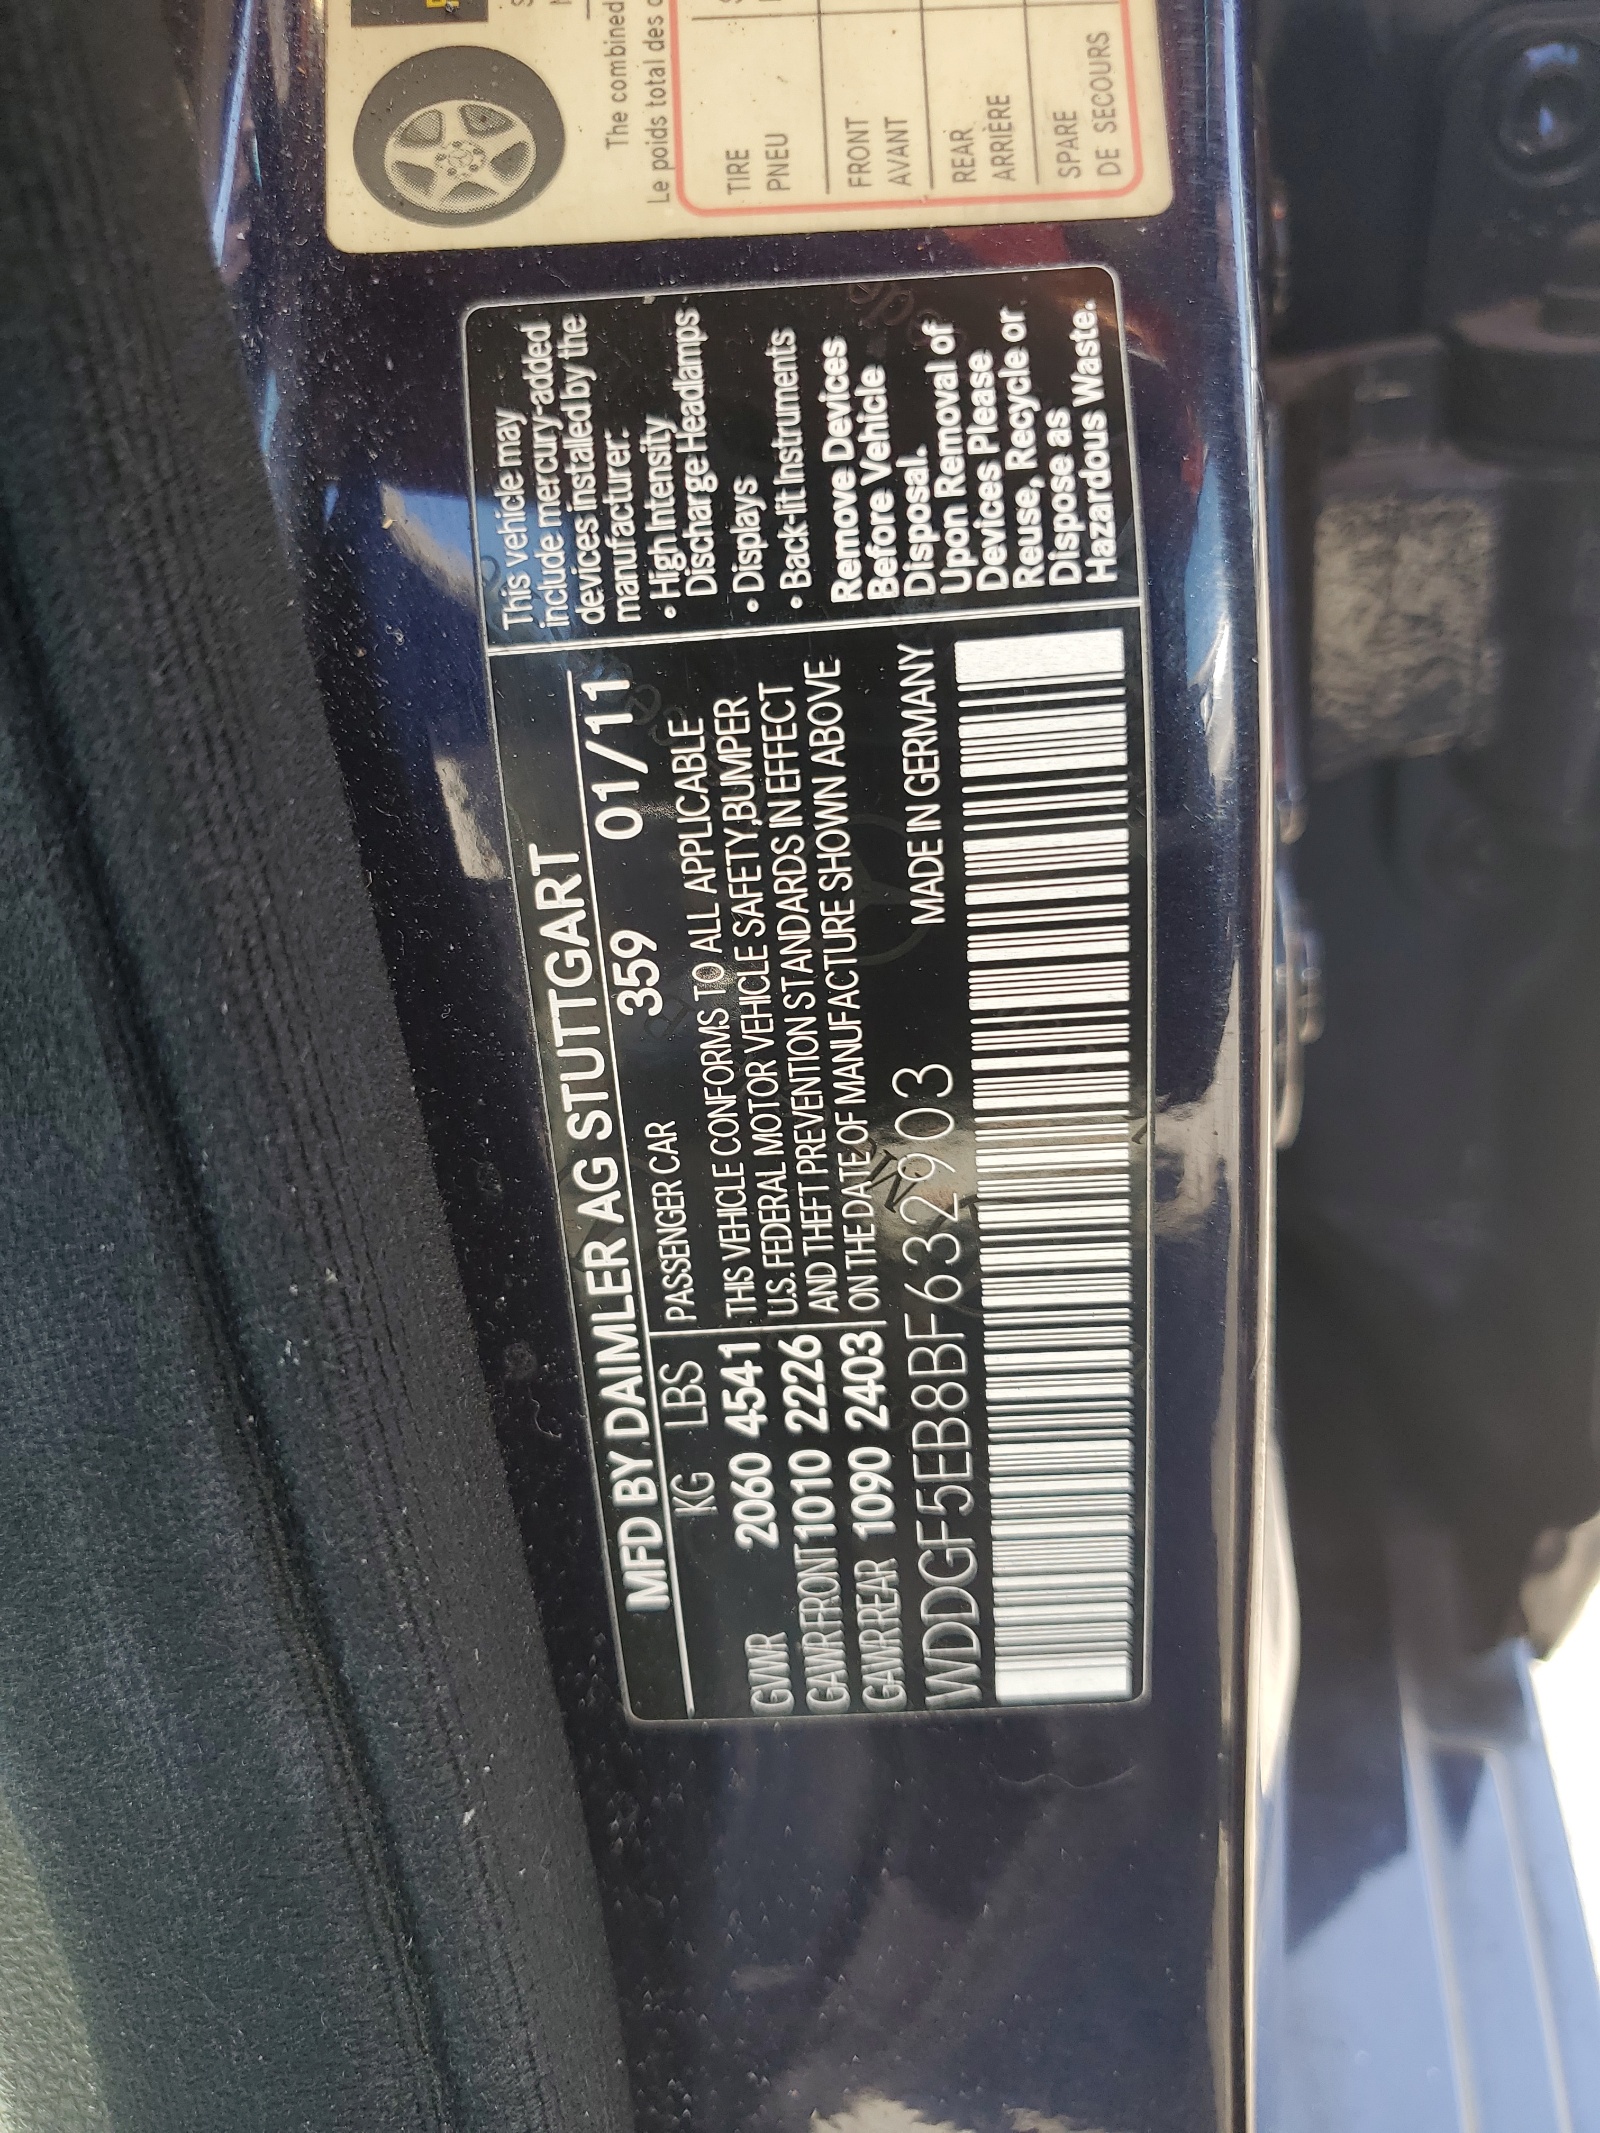 MFD BY DAIMLER AG STUTTGART
KG LBS PASSENGER CAR 359 01/11
GVWR 2060 4541
GAWR FRONT 1010 2226
GAWR REAR 1090 2403
THIS VEHICLE CONFORMS TO ALL APPLICABLE
U.S. FEDERAL MOTOR VEHICLE SAFETY, BUMPER
AND THEFT PREVENTION STANDARDS IN EFFECT
ON THE DATE OF MANUFACTURE SHOWN ABOVE
WDDGF5EB8BF632903 MADE IN GERMANY
This vehicle may
include mercury-added
devices installed by the
manufacturer:
• High Intensity
Discharge Headlamps
• Displays
• Back-lit Instruments
Remove Devices
Before Vehicle
Disposal.
Upon Removal of
Devices Please
Reuse, Recycle or
Dispose as
Hazardous Waste.
The combined
Le poids total des
TIRE
PNEU
FRONT
AVANT
REAR
ARRIÈRE
SPARE
DE SECOURS